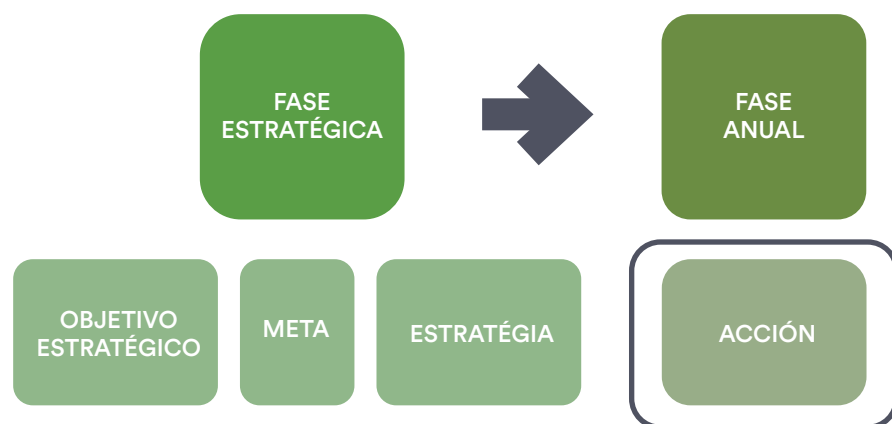 FASE
ESTRATÉGICA
FASE
ANUAL
OBJETIVO
ESTRATÉGICO
META
ESTRATÉGIA
ACCIÓN